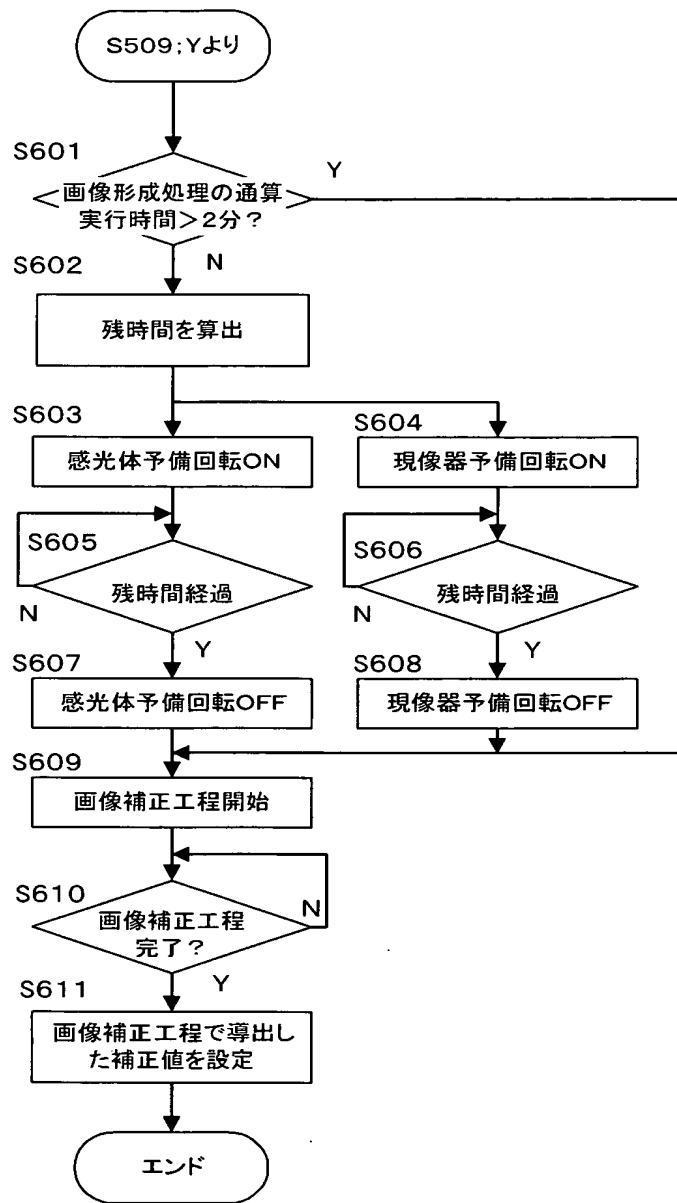 S509;Yより
S601
Y
画像形成処理の通算
実行時間>2分?
S602
N
残時間を算出
S603
S604
感光体予備回転ON
現像器予備回転ON
S605
S606
残時間経過
残時間経過
N
N
Y
Y
S607
S608
感光体予備回転OFF
現像器予備回転OFF
S609
画像補正工程開始
S610
N
画像補正工程
完了?
Y
S611
画像補正工程で導出し
た補正値を設定
エンド